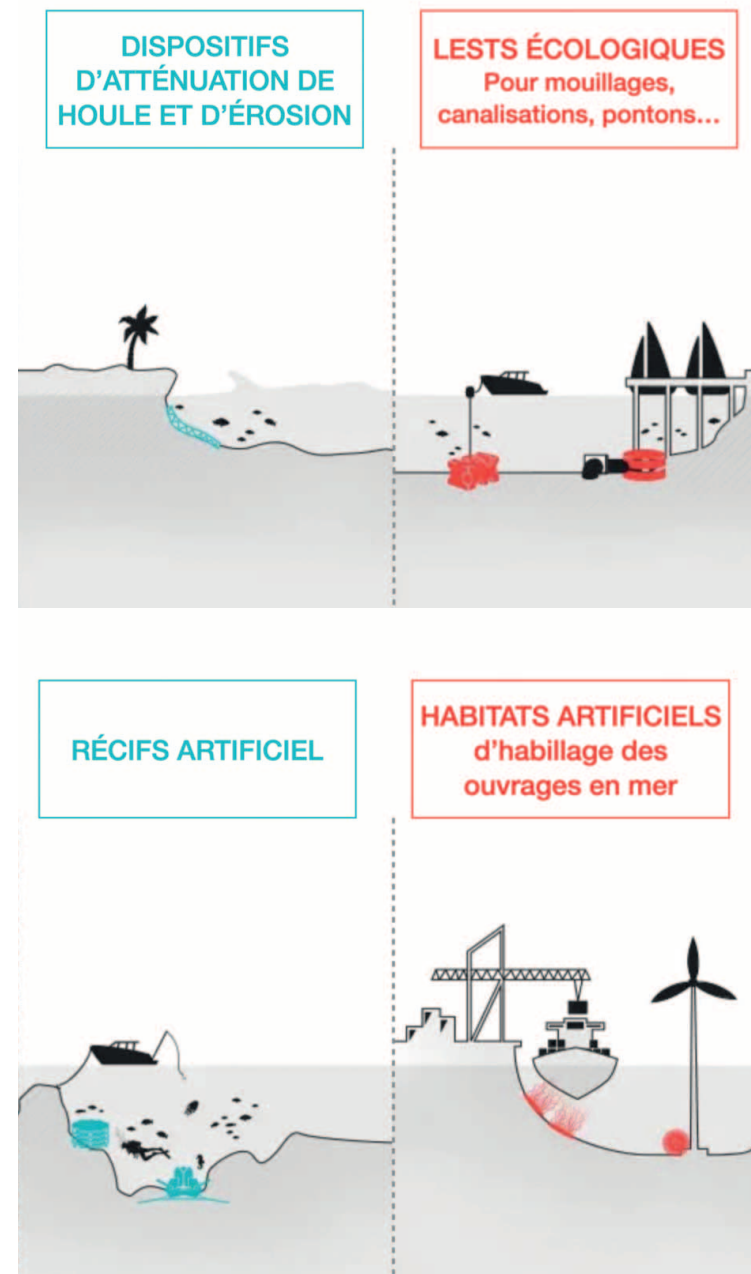 DISPOSITIFS
D'ATTÉNUATION DE
HOULE ET D'ÉROSION
LESTS ÉCOLOGIQUES
Pour mouillages,
canalisations, pontons...
RÉCIFS ARTIFICIEL
HABITATS ARTIFICIELS
d'habillage des
ouvrages en mer